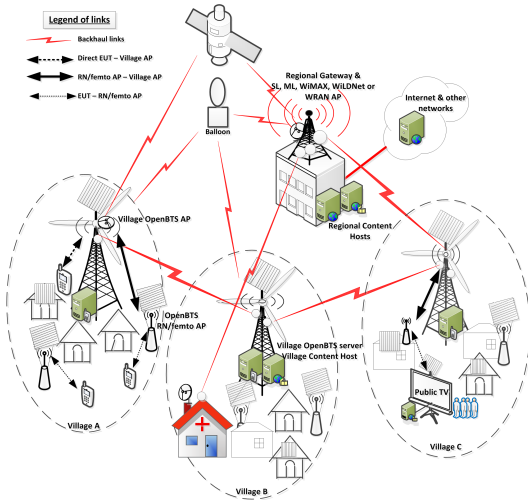 Legend of links
Backhaul links
Direct EUT – Village AP
RN/femto AP – Village AP
EUT – RN/femto AP
Balloon
Regional Gateway &
SL, ML, WiMAX, WiLDNet or
WRAN AP
Internet & other
networks
Regional Content
Hosts
Village OpenBTS AP
OpenBTS
RN/femto AP
Village OpenBTS server
Village Content Host
Public TV
Village A
Village B
Village C